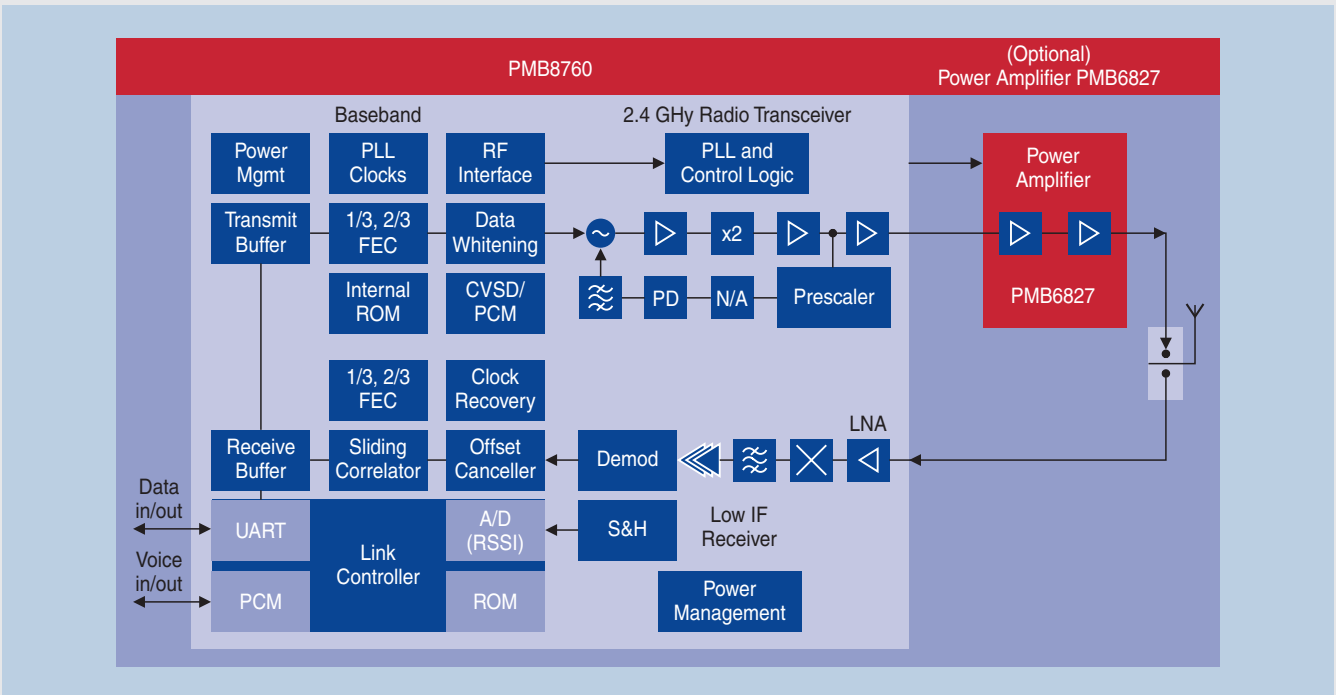 PMB8760
(Optional)
Power Amplifier PMB6827
Baseband
2.4 GHy Radio Transceiver
Power
Mgmt
PLL
Clocks
RF
Interface
PLL and
Control Logic
Power
Amplifier
Transmit
Buffer
1/3, 2/3
FEC
Data
Whitening
x2
Internal
ROM
CVSD/
PCM
PD
N/A
Prescaler
PMB6827
1/3, 2/3
FEC
Clock
Recovery
LNA
Receive
Buffer
Sliding
Correlator
Offset
Canceller
Demod
Data
in/out
UART
Link
Controller
A/D
(RSSI)
S&H
Low IF
Receiver
Voice
in/out
PCM
ROM
Power
Management